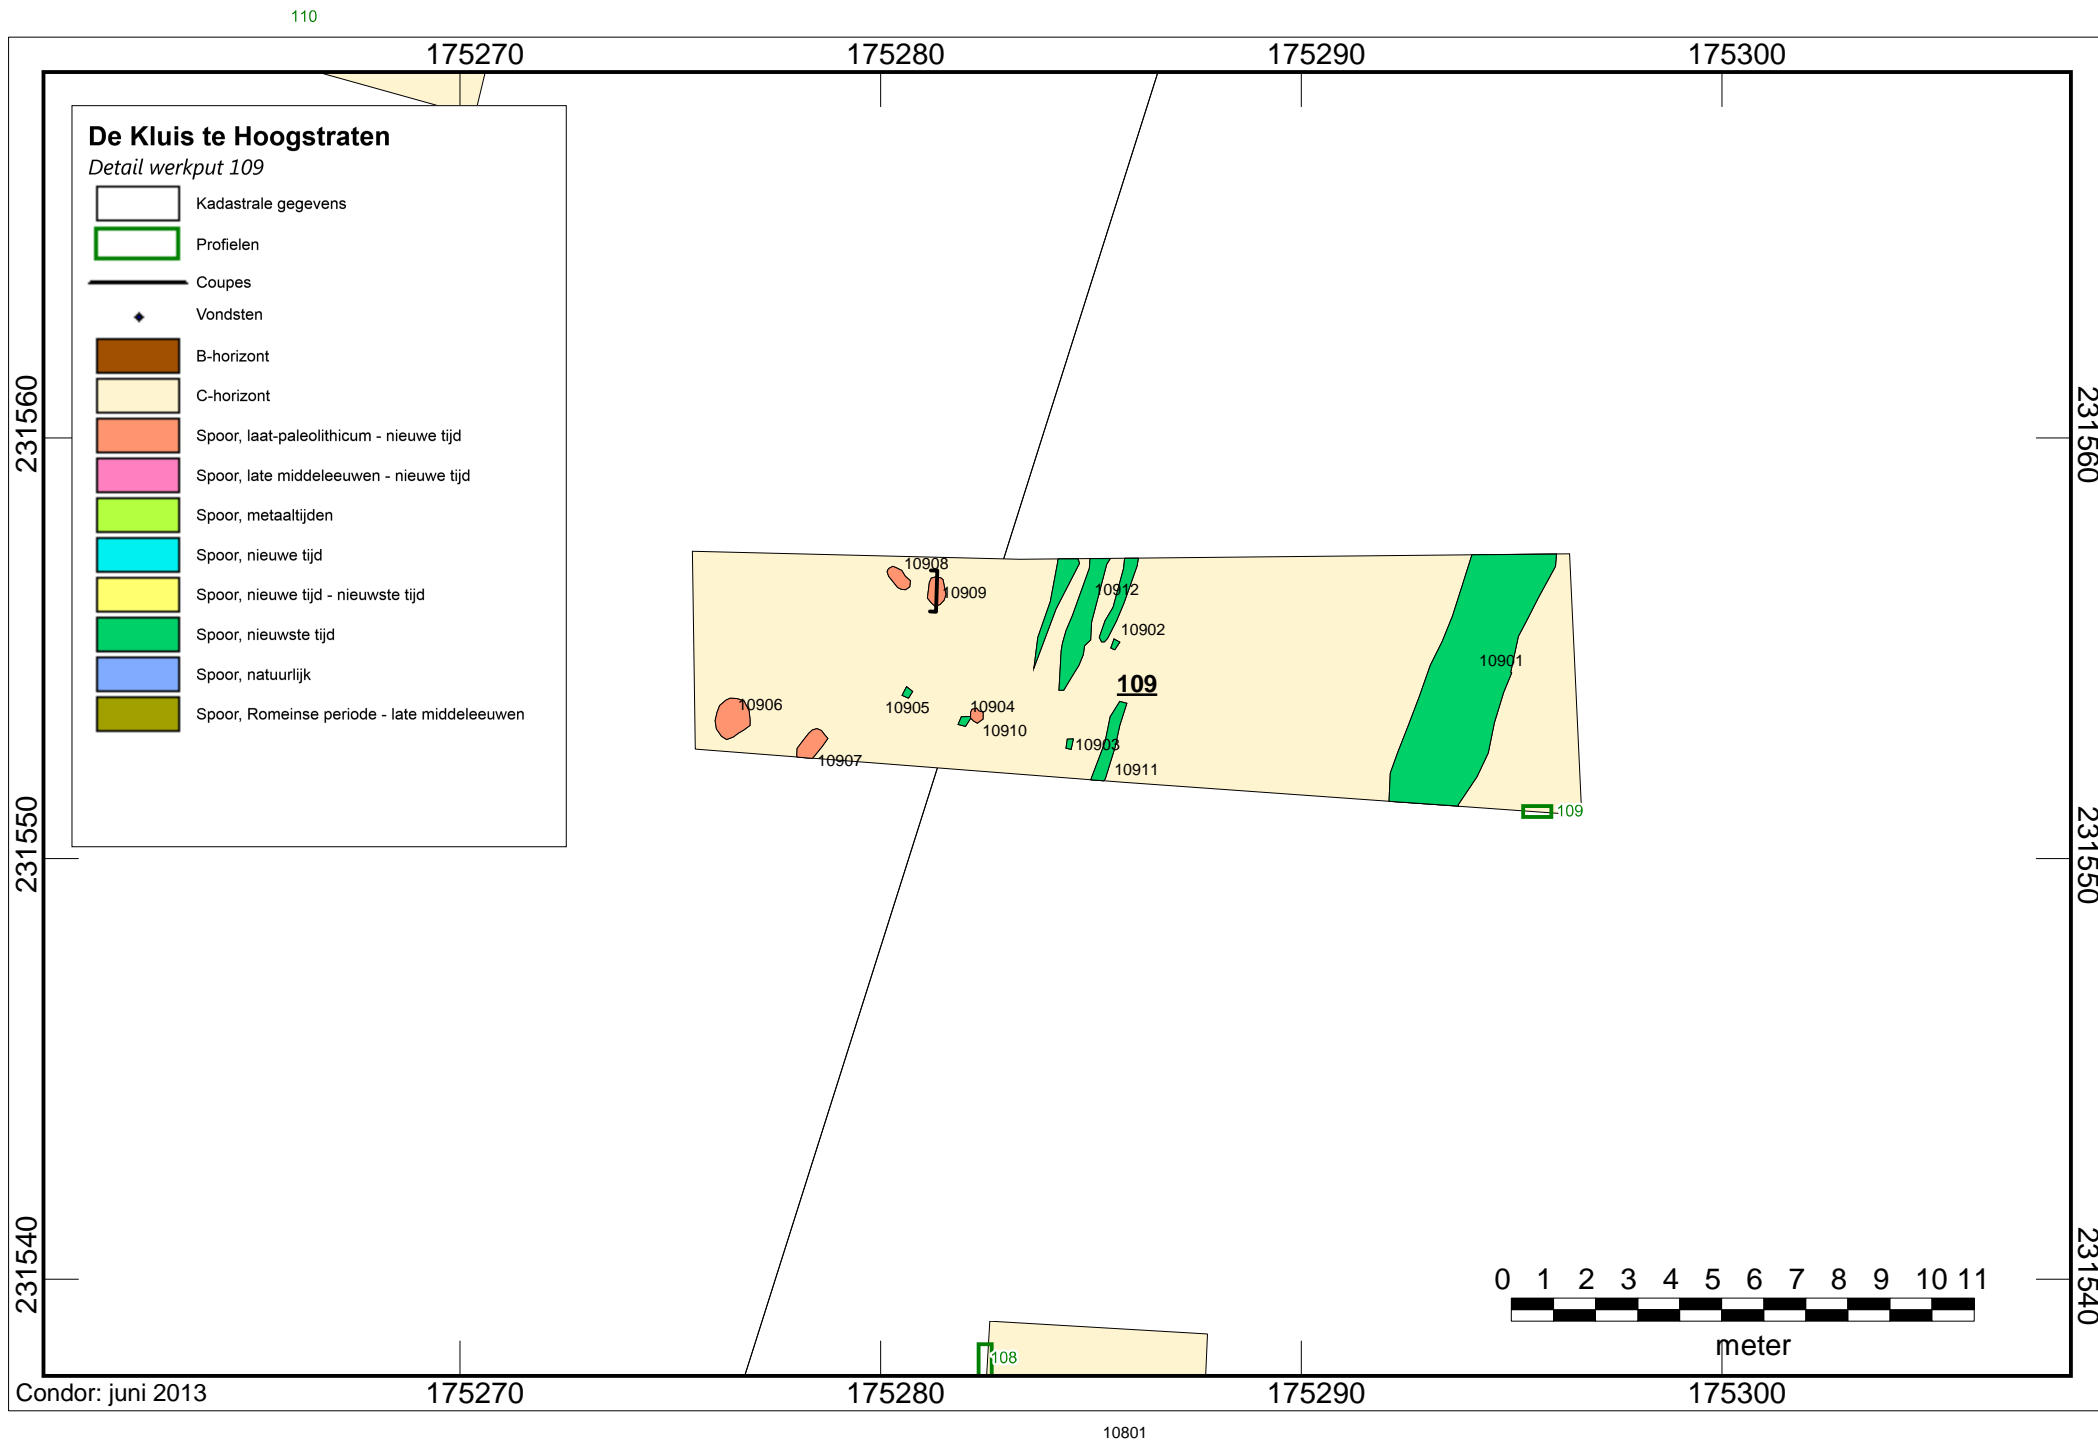 110
175270 175280 175290 175300
De Kluis te Hoogstraten
Detail werkput 109
Kadastrale gegevens
Profielen
Coupes
Vondsten
B-horizont
C-horizont
Spoor, laat-paleolithicum - nieuwe tijd
Spoor, late middeleeuwen - nieuwe tijd
Spoor, metaaltijden
Spoor, nieuwe tijd
Spoor, nieuwe tijd - nieuwste tijd
Spoor, nieuwste tijd
Spoor, natuurlijk
Spoor, Romeinse periode - late middeleeuwen
231560
231550
231540
231560
231550
231540
10908
10909
10912
10902
10901
109
10906
10905
10904
10910
10903
10907
10911
109
0 1 2 3 4 5 6 7 8 9 10 11
meter
108
Condor: juni 2013
175270 175280 175290 175300
10801